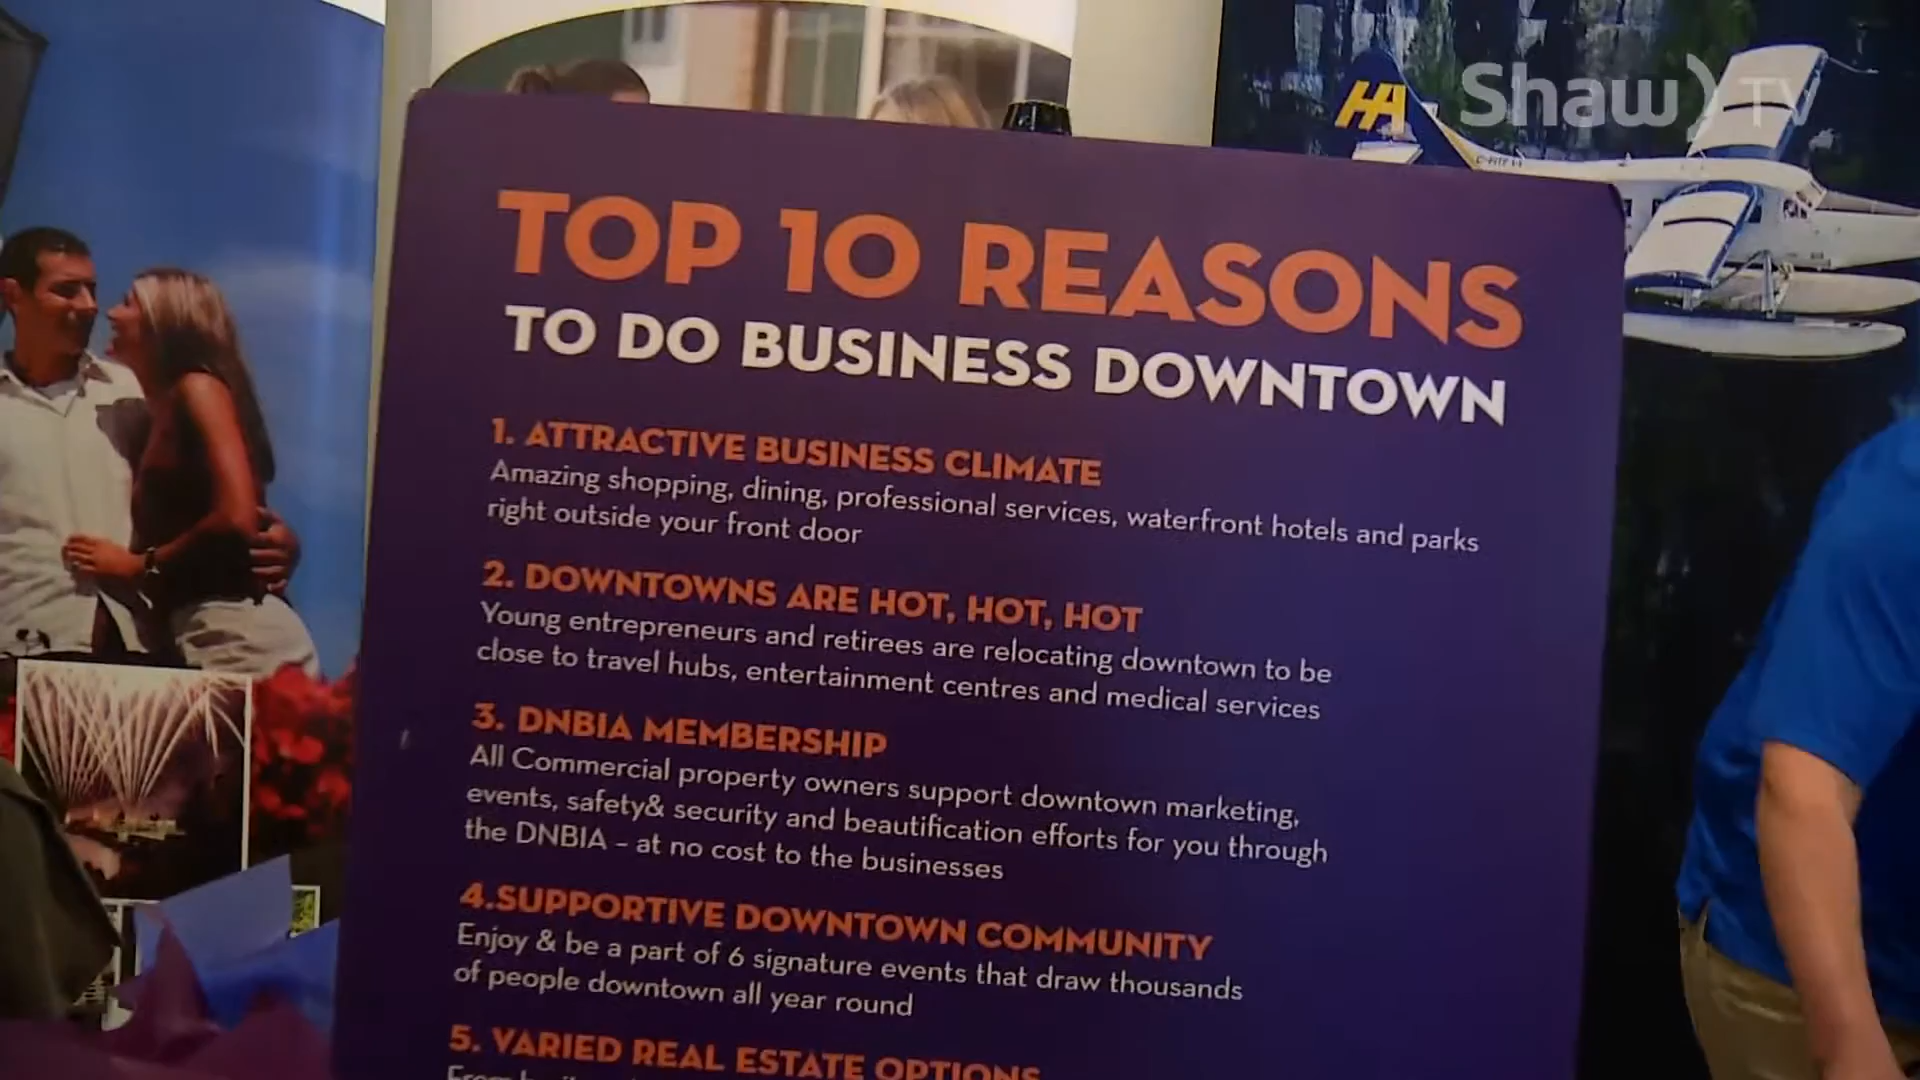 Shaw) TV
HA
TOP 10 REASONS
TO DO BUSINESS DOWNTOWN
1. ATTRACTIVE BUSINESS CLIMATE
Amazing shopping, dining, professional services, waterfront hotels and parks
right outside your front door
2. DOWNTOWNS ARE HOT, HOT, HOT
Young entrepreneurs and retirees are relocating downtown to be
close to travel hubs, entertainment centres and medical services
3. DNBIA MEMBERSHIP
All Commercial property owners support downtown marketing,
events, safety& security and beautification efforts for you through
the DNBIA – at no cost to the businesses
4.SUPPORTIVE DOWNTOWN COMMUNITY
Enjoy & be a part of 6 signature events that draw thousands
of people downtown all year round
5. VARIED REAL ESTATE OPTIONS